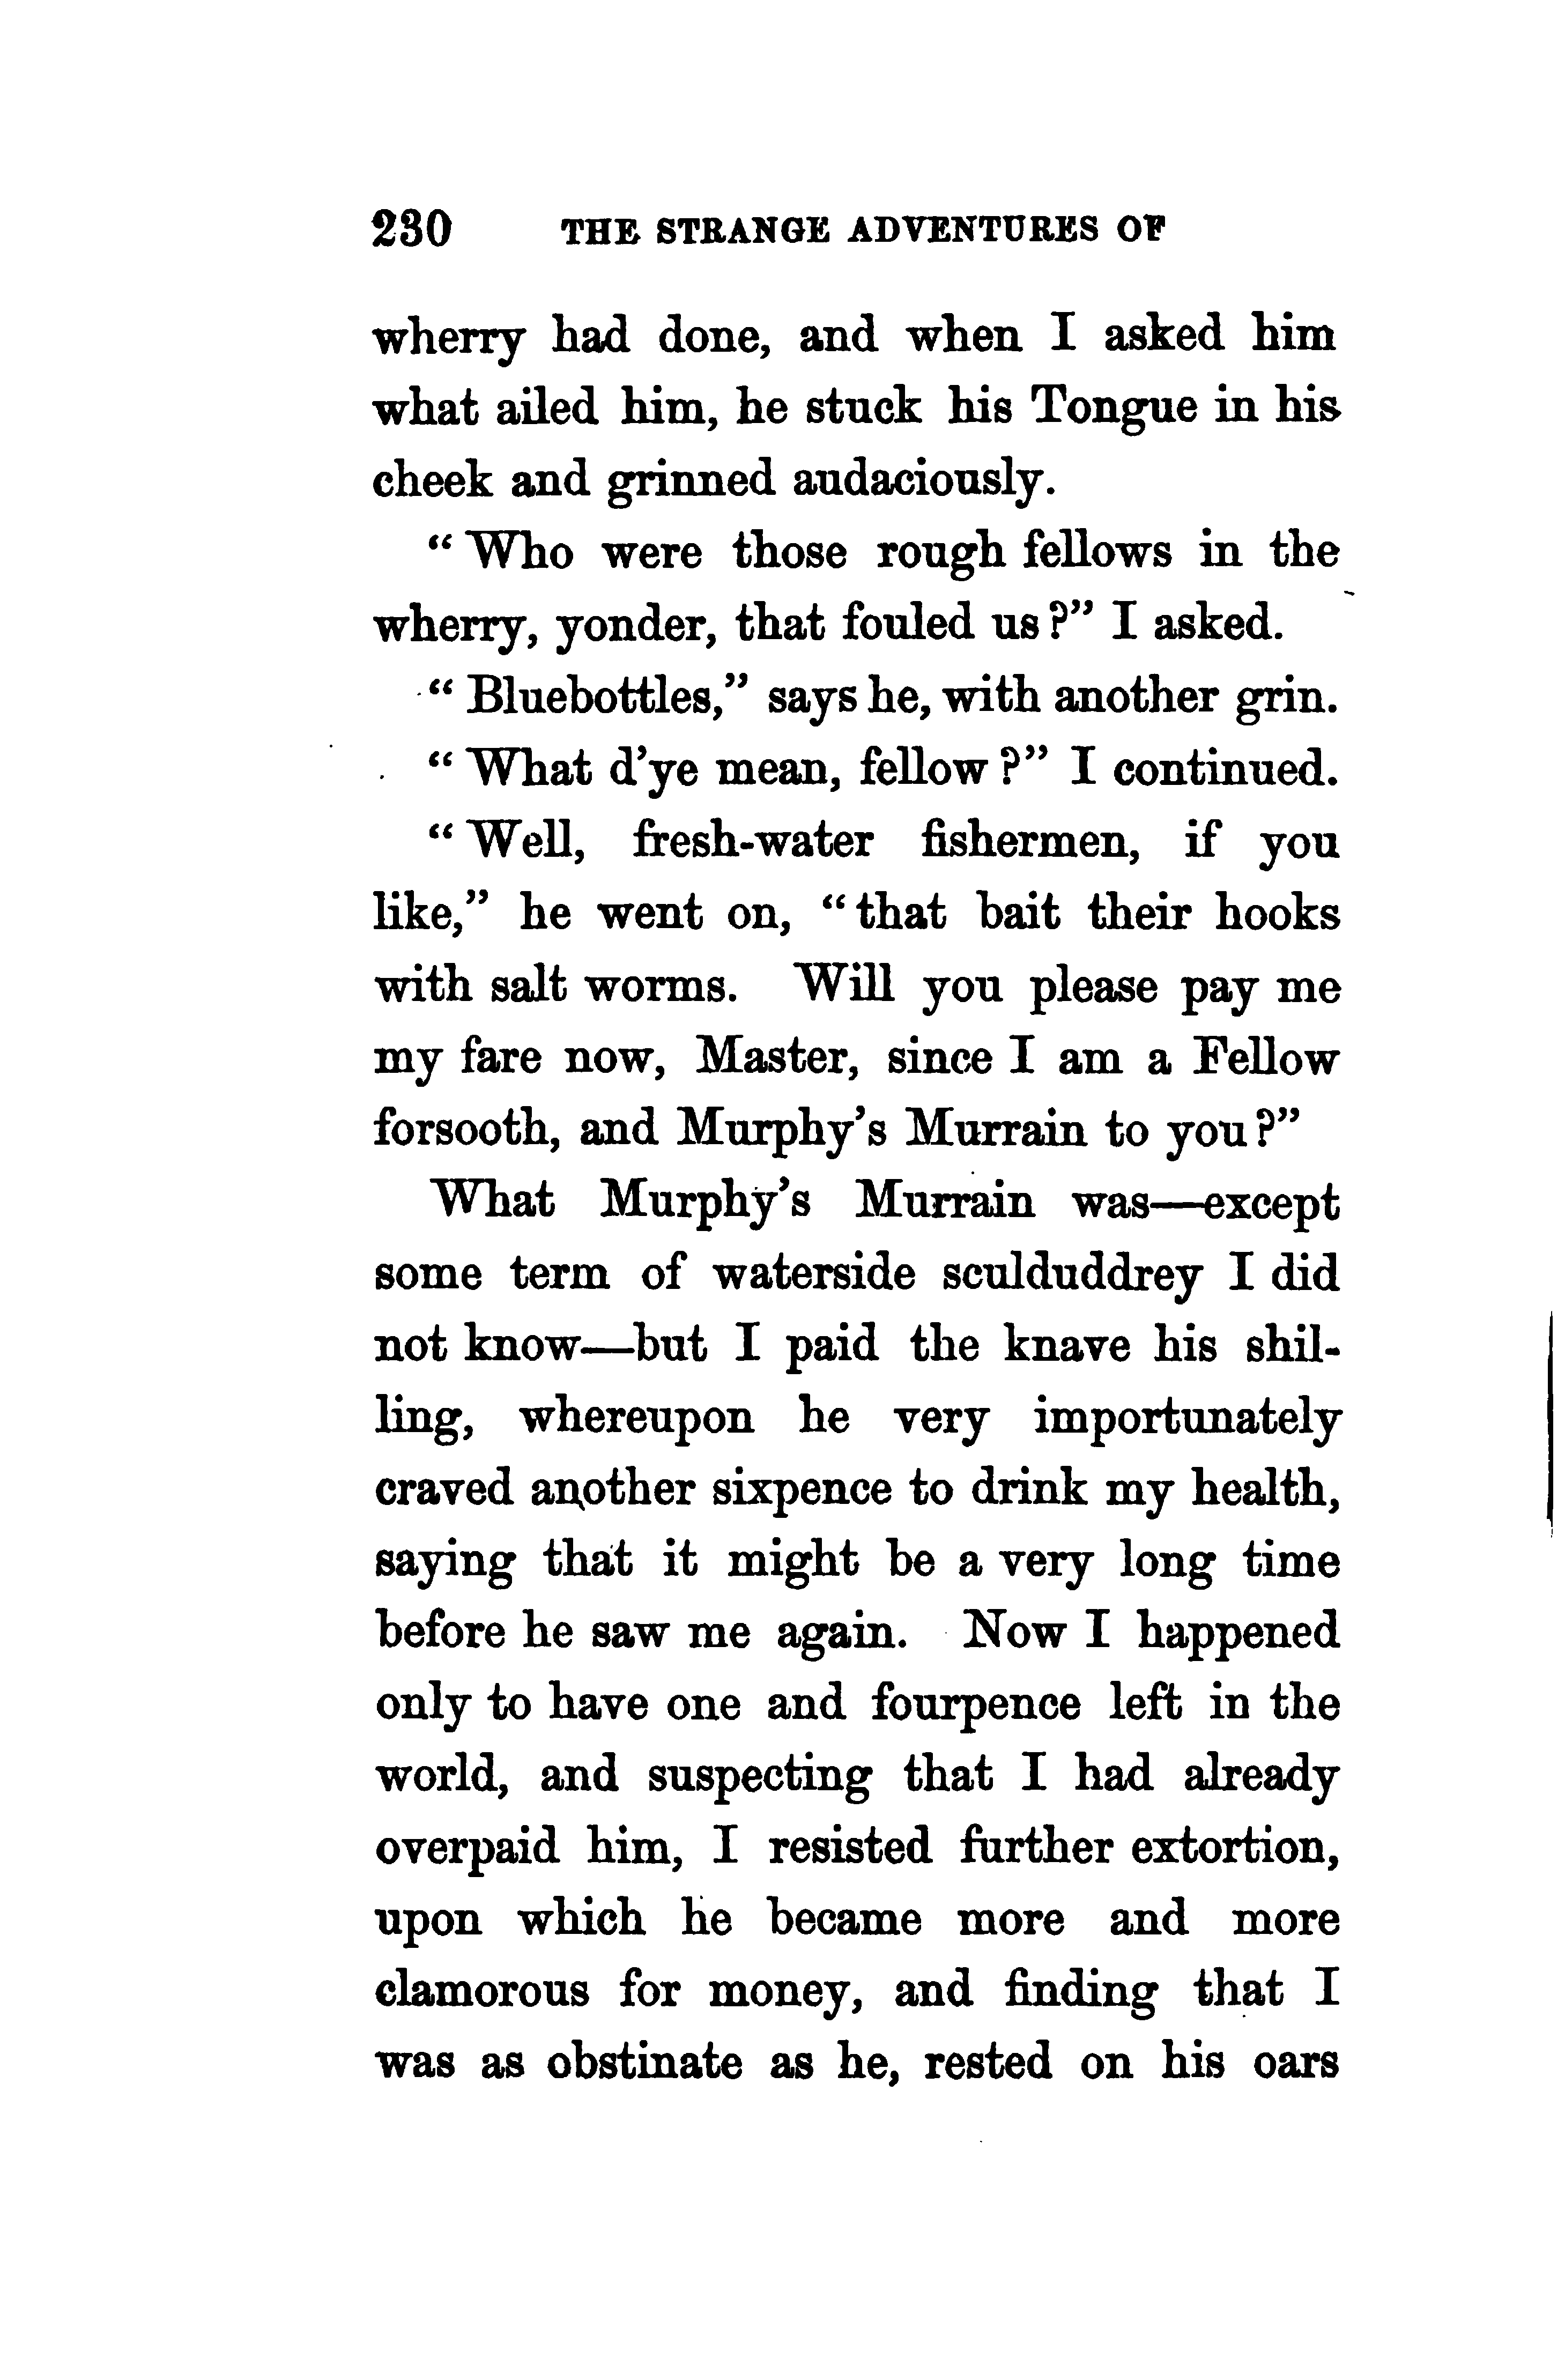 230 THE STRANGE ADVENTURES OF
wherry had done, and when I asked him
what ailed him, he stuck his Tongue in his
cheek and grinned audaciously.
“Who were those rough fellows in the
wherry, yonder, that fouled us?” I asked.
“Bluebottles,” says he, with another grin.
“What d’ye mean, fellow?” I continued.
“Well, fresh-water fishermen, if you
like,” he went on, “that bait their hooks
with salt worms. Will you please pay me
my fare now, Master, since I am a Fellow
forsooth, and Murphy’s Murrain to you?”
What Murphy’s Murrain was—except
some term of waterside sculduddrey I did
not know—but I paid the knave his shil-
ling, whereupon he very importunately
craved another sixpence to drink my health,
saying that it might be a very long time
before he saw me again. Now I happened
only to have one and fourpence left in the
world, and suspecting that I had already
overpaid him, I resisted further extortion,
upon which he became more and more
clamorous for money, and finding that I
was as obstinate as he, rested on his oars